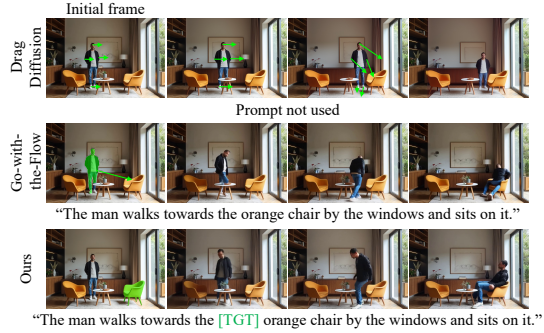 Initial frame
Drag
Diffusion
Prompt not used
Go-with-
the-Flow
“The man walks towards the orange chair by the windows and sits on it.”
Ours
“The man walks towards the [TGT] orange chair by the windows and sits on it.”